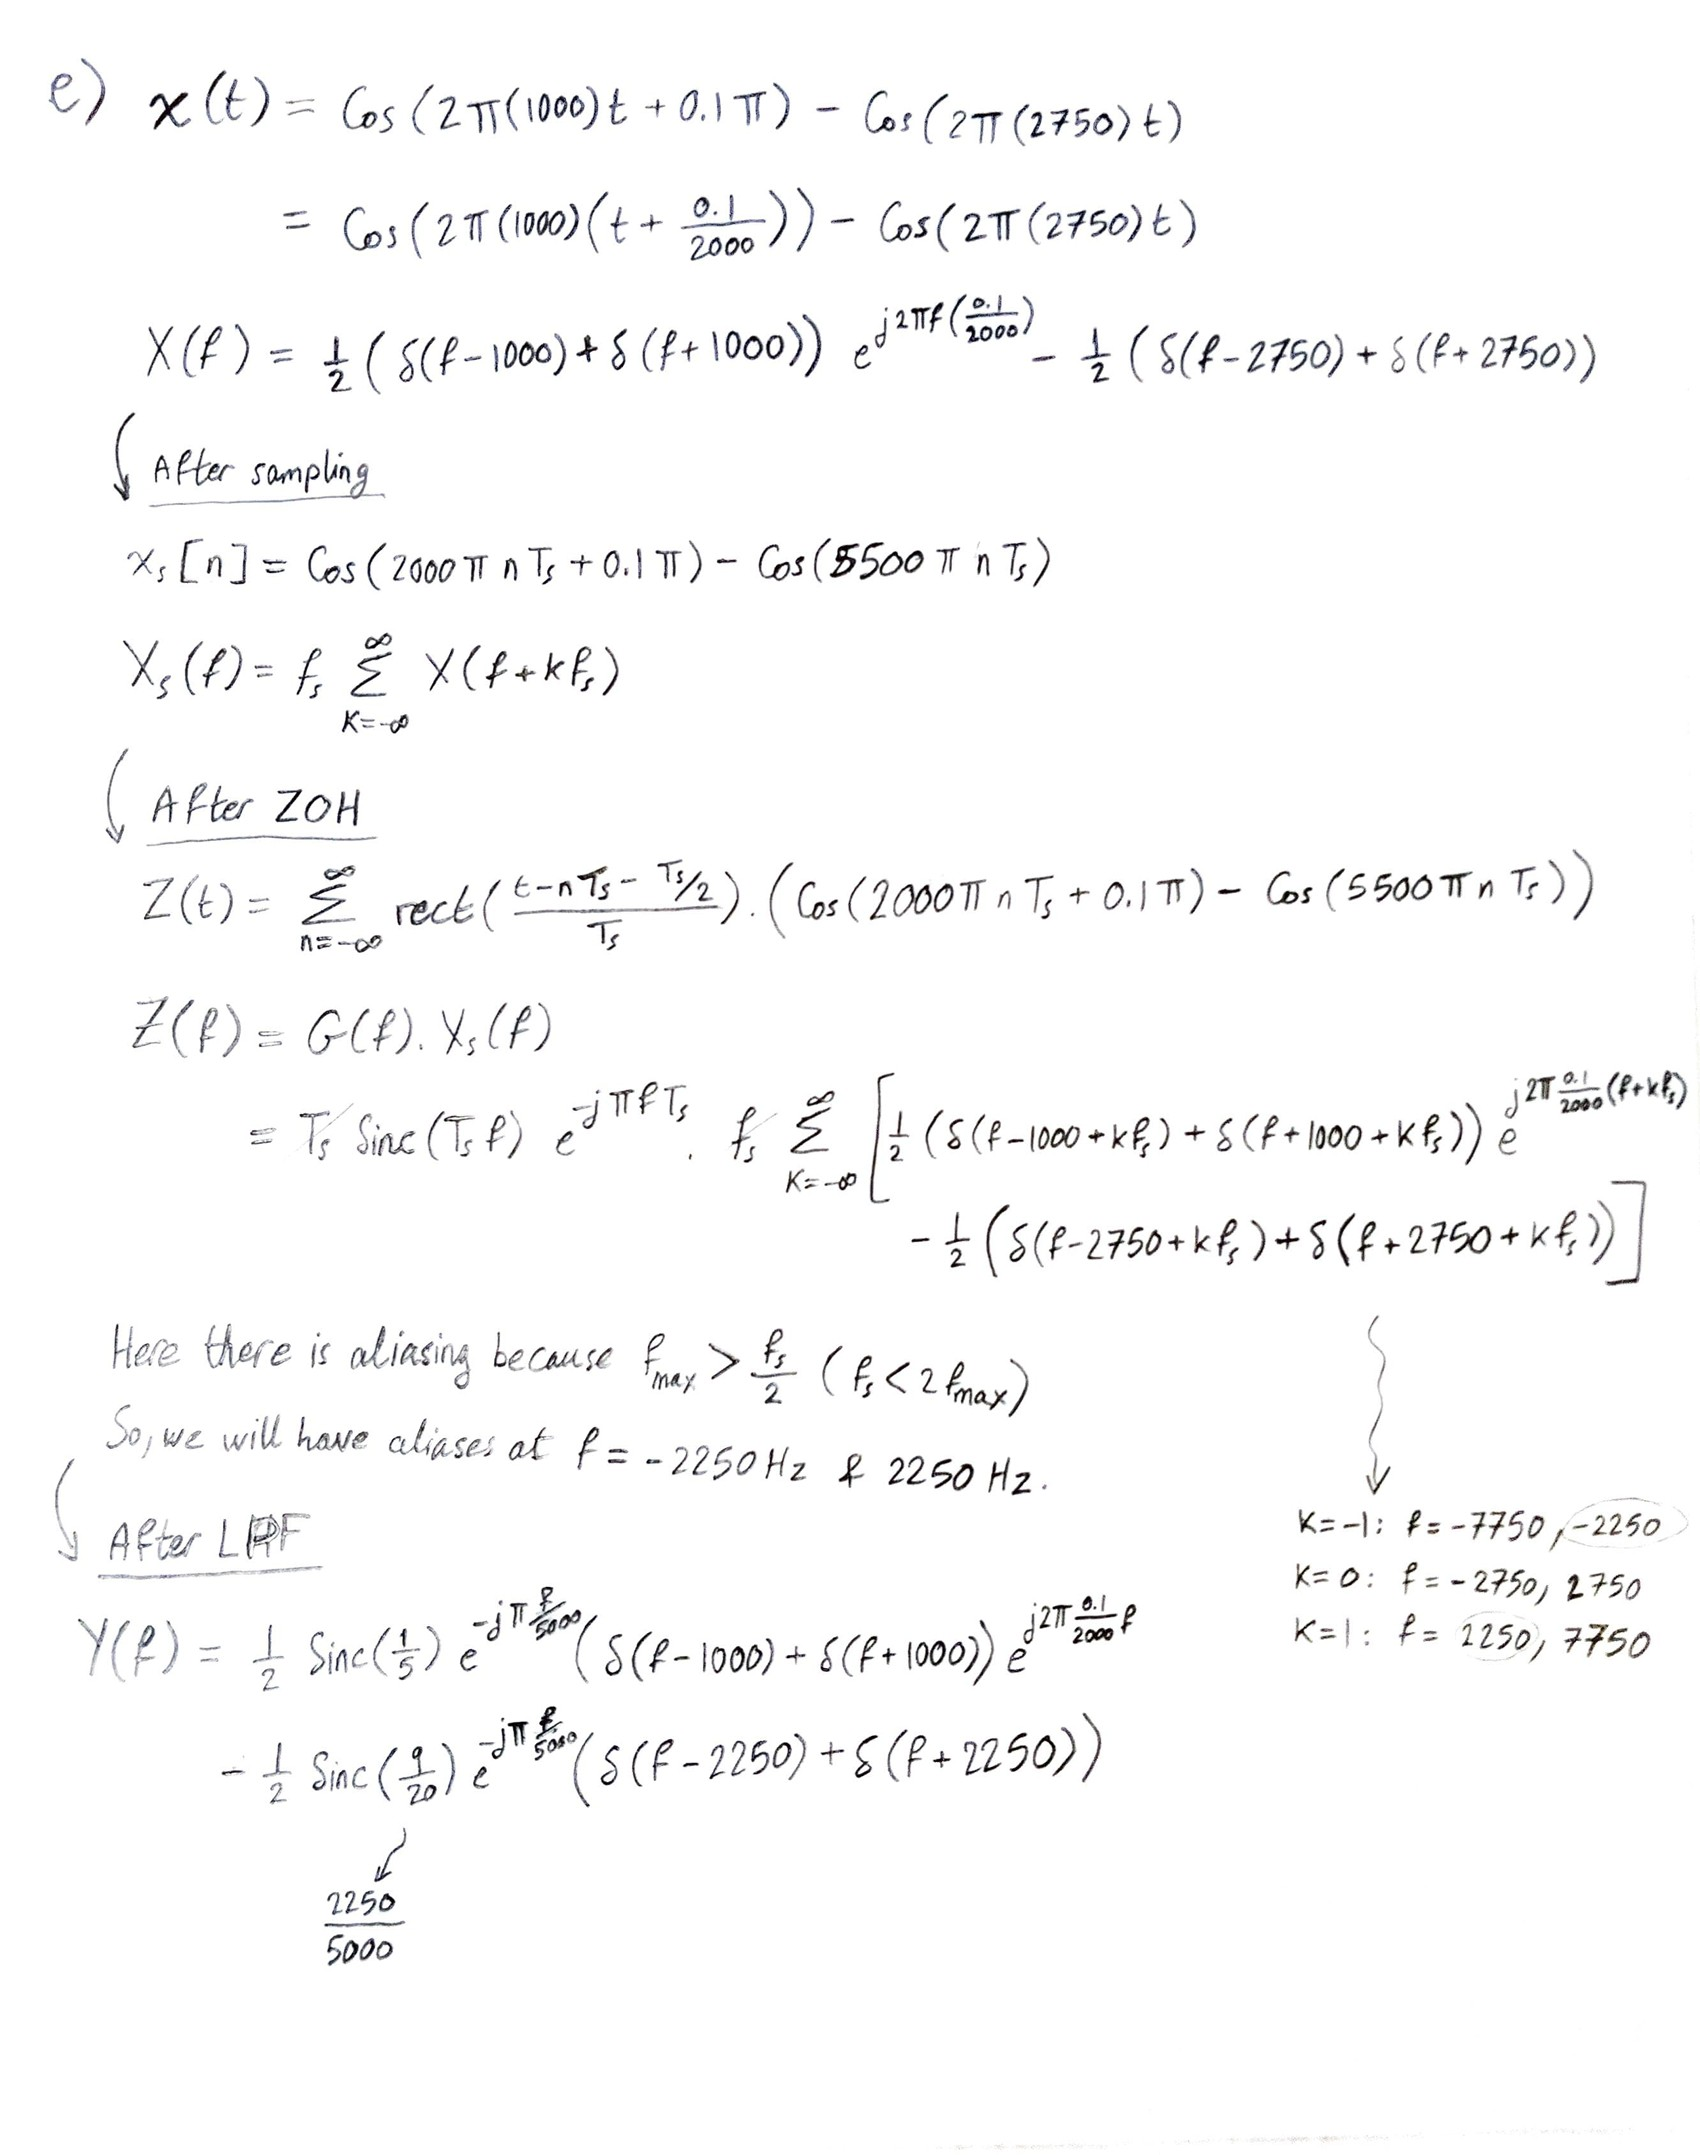 e) x(t) = Cos(2π(1000)t + 0.1π) - Cos(2π(2750)t)
= Cos(2π(1000)(t + 0.1/2000)) - Cos(2π(2750)t)
X(f) = 1/2 (δ(f-1000) + δ(f+1000)) e^{j2πf(0.1/2000)} - 1/2 (δ(f-2750) + δ(f+2750))
After sampling
x_s[n] = Cos(2000π n T_s + 0.1π) - Cos(5500 π n T_s)
X_s(f) = f_s Σ_{K=-∞}^{∞} X(f+kf_s)
After ZOH
Z(t) = Σ_{n=-∞}^{∞} rect((t-nT_s - T_s/2)/T_s) . (Cos(2000π n T_s + 0.1π) - Cos(5500π n T_s))
Z(f) = G(f). X_s(f)
= T_s Sinc(T_s f) e^{-jπfT_s} . f_s Σ_{K=-∞}^{∞} [1/2 (δ(f-1000+kf_s) + δ(f+1000+kf_s)) e^{j2π 0.1/2000 (f+kf_s)}
- 1/2 (δ(f-2750+kf_s) + δ(f+2750+kf_s))]
Here there is aliasing because f_max > f_s/2 (f_s < 2f_max)
So, we will have aliases at f = -2250 Hz & 2250 Hz.
K=-1: f=-7750, -2250
K=0: f=-2750, 2750
K=1: f= 2250, 7750
After LPF
Y(f) = 1/2 Sinc(1/5) e^{-jπ f/5000} (δ(f-1000) + δ(f+1000)) e^{j2π 0.1/2000 f}
- 1/2 Sinc(9/20) e^{-jπ f/5000} (δ(f-2250) + δ(f+2250))
2250/5000